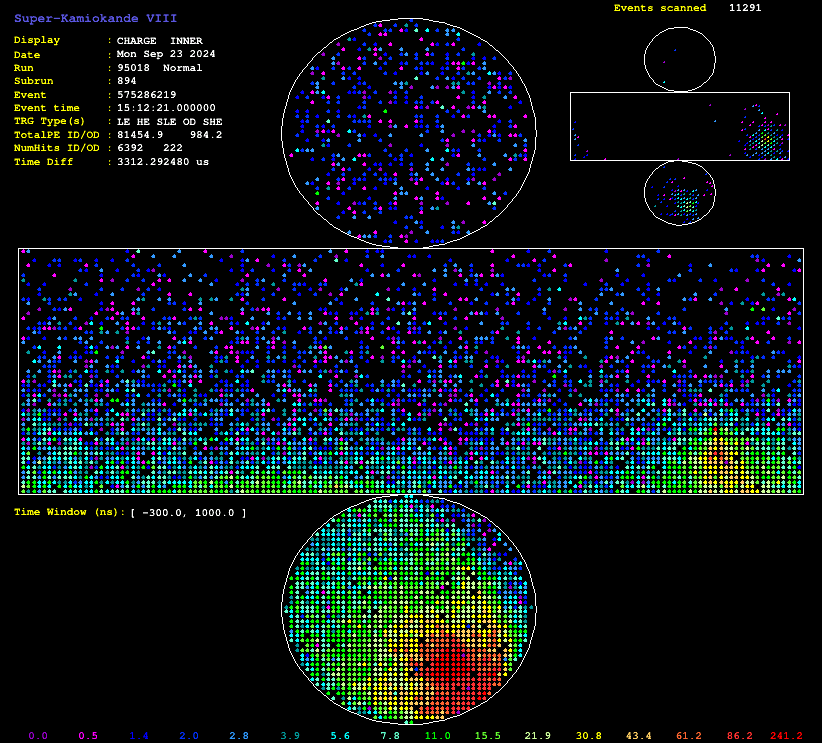 Events scanned 11291
Super-Kamiokande VIII
Display : CHARGE INNER
Date : Mon Sep 23 2024
Run : 95018 Normal
Subrun : 894
Event : 575286219
Event time : 15:12:21.000000
TRG Type(s) : LE HE SLE OD SHE
TotalPE ID/OD : 81454.9 984.2
NumHits ID/OD : 6392 222
Time Diff : 3312.292480 us
Time Window (ns): [ -300.0, 1000.0 ]
0.0 0.5 1.4 2.0 2.8 3.9 5.6 7.8 11.0 15.5 21.9 30.8 43.4 61.2 86.2 241.2